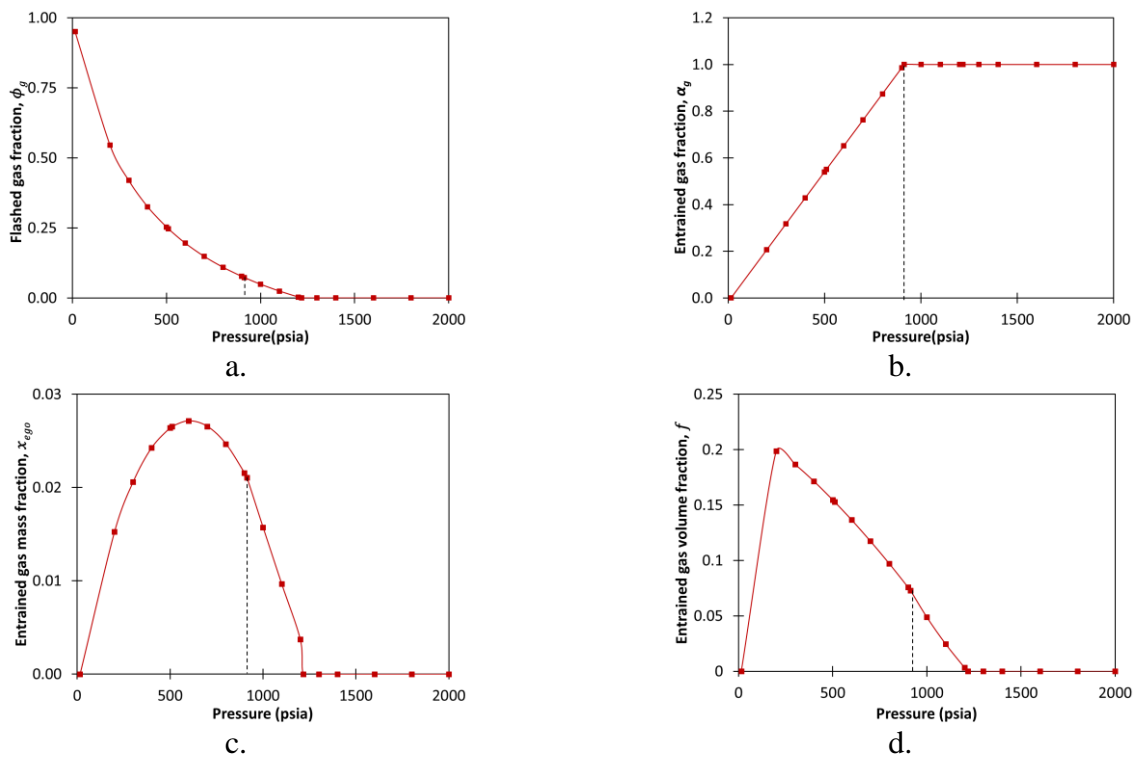 1.00
0.75
0.50
0.25
0.00
Flashed gas fraction, ϕg
0 500 1000 1500 2000
Pressure(psia)
a.
1.2
1.0
0.8
0.6
0.4
0.2
0.0
Entrained gas fraction, αg
0 500 1000 1500 2000
Pressure(psia)
b.
0.03
0.02
0.01
0.00
Entrained gas mass fraction, xego
0 500 1000 1500 2000
Pressure (psia)
c.
0.25
0.2
0.15
0.1
0.05
0
Entrained gas volume fraction, f
0 500 1000 1500 2000
Pressure (psia)
d.